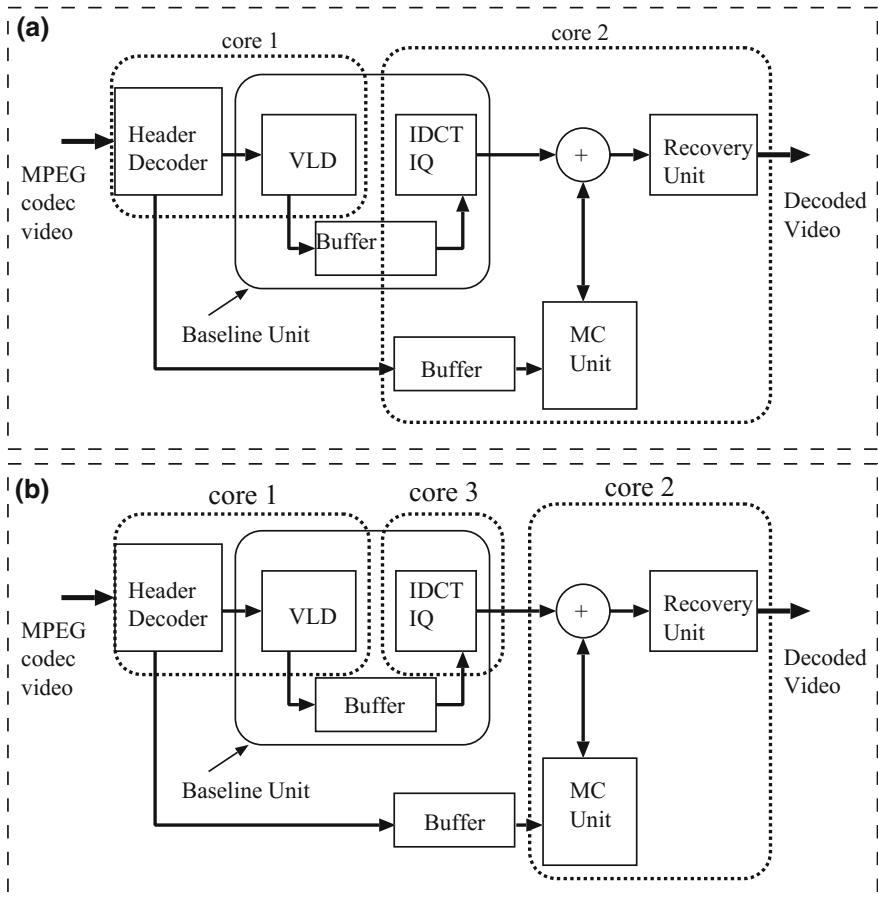 (a)
core 1
core 2
Header
Decoder
VLD
IDCT
IQ
+
Recovery
Unit
MPEG
codec
video
Buffer
Decoded
Video
Baseline Unit
MC
Unit
Buffer
(b)
core 1
core 3
core 2
Header
Decoder
VLD
IDCT
IQ
+
Recovery
Unit
MPEG
codec
video
Buffer
Decoded
Video
Baseline Unit
MC
Unit
Buffer